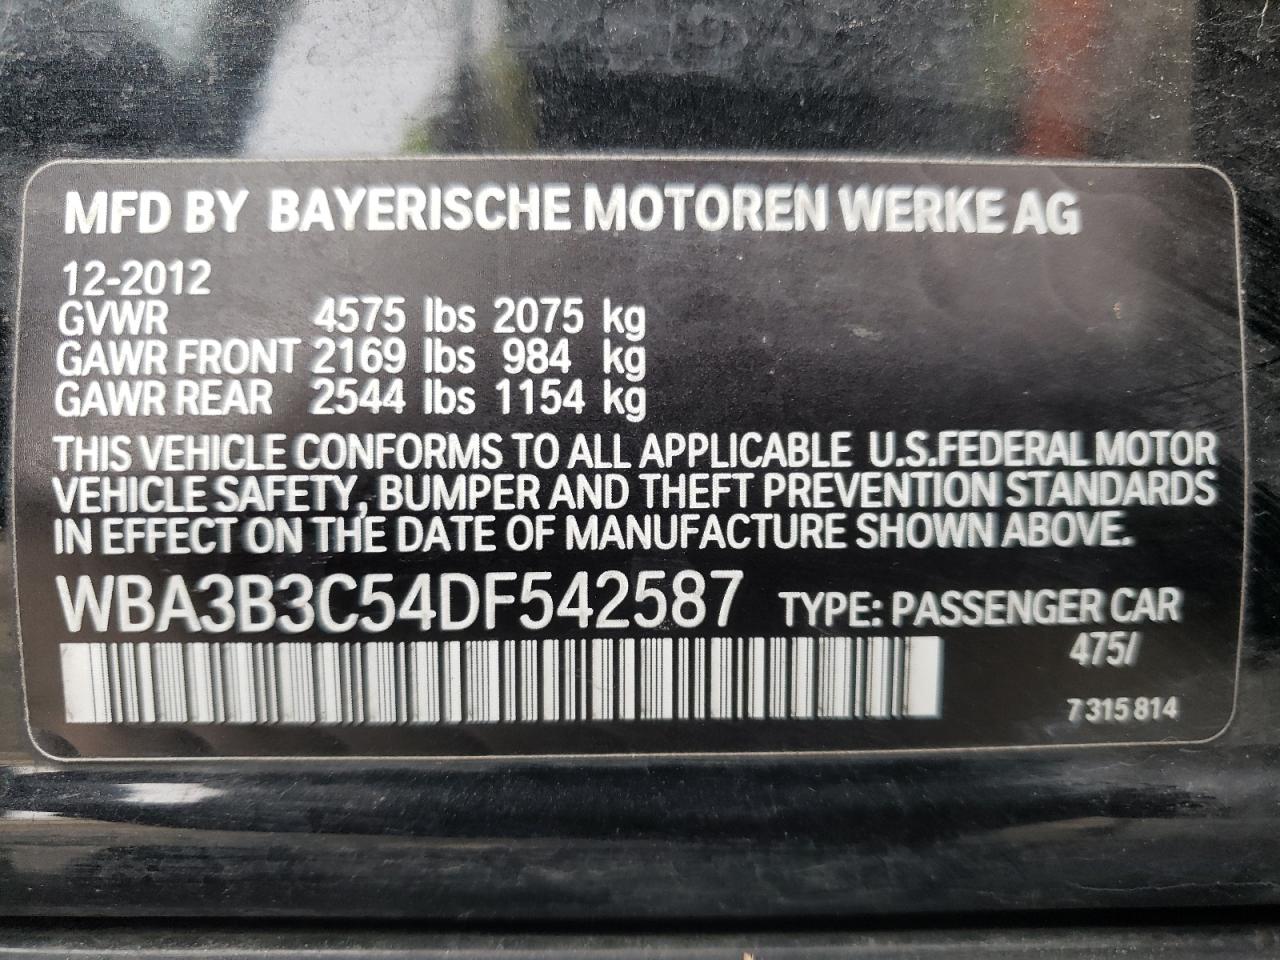 MFD BY BAYERISCHE MOTOREN WERKE AG
12-2012
GVWR 4575 lbs 2075 kg
GAWR FRONT 2169 lbs 984 kg
GAWR REAR 2544 lbs 1154 kg
THIS VEHICLE CONFORMS TO ALL APPLICABLE U.S.FEDERAL MOTOR
VEHICLE SAFETY, BUMPER AND THEFT PREVENTION STANDARDS
IN EFFECT ON THE DATE OF MANUFACTURE SHOWN ABOVE.
WBA3B3C54DF542587 TYPE: PASSENGER CAR
475/
7 315 814